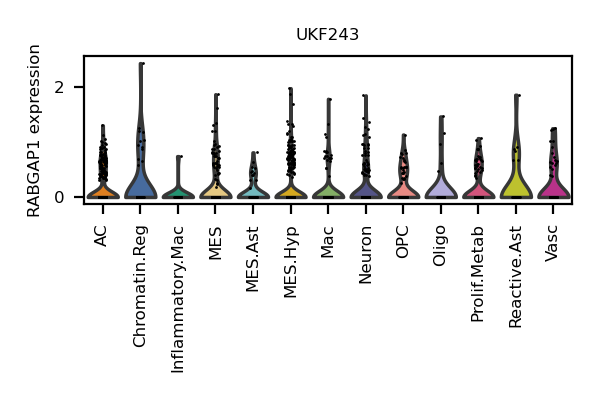 UKF243
RABGAP1 expression
2
0
AC
Chromatin.Reg
Inflammatory.Mac
MES
MES.Ast
MES.Hyp
Mac
Neuron
OPC
Oligo
Prolif.Metab
Reactive.Ast
Vasc